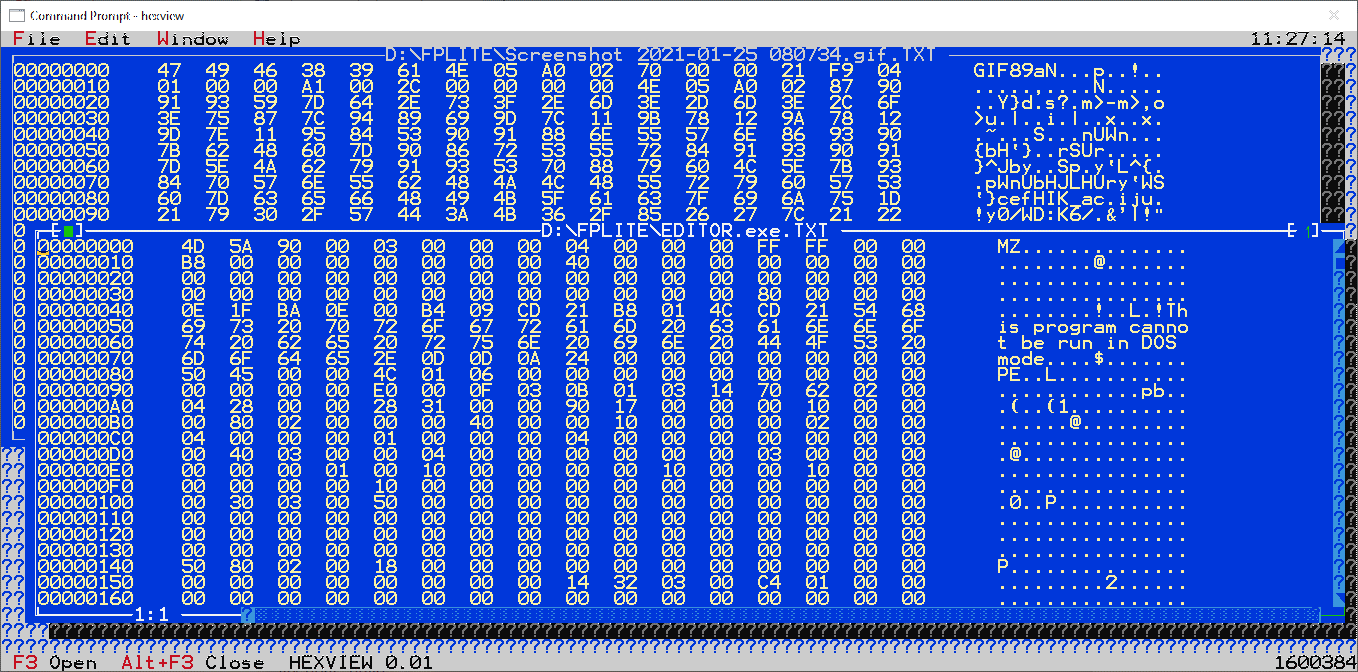 Command Prompt - hexview
File Edit Window Help 11:27:14
D:\FPLITE\Screenshot 2021-01-25 080734.gif.TXT
00000000 47 49 46 38 39 61 4E 05 A0 02 70 00 00 21 F9 04 GIF89aN...p..!..
00000010 01 00 00 A1 00 2C 00 00 00 00 4E 05 A0 02 87 90 .....,....N.....
00000020 91 93 59 7D 64 2E 73 3F 2E 6D 3E 2D 6D 3E 2C 6F ..Y}d.s?.m>-m>,o
00000030 3E 75 87 7C 94 89 69 9D 7C 11 9B 78 12 9A 78 12 >u.|..i.|..x..x.
00000040 9D 7E 11 95 84 53 90 91 88 6E 55 57 6E 86 93 90 .~...S...nUWn...
00000050 7B 62 48 60 7D 90 86 72 53 55 72 84 91 93 90 91 {bH'}..rSUr.....
00000060 7D 5E 4A 62 79 91 93 53 70 88 79 60 4C 5E 7B 93 }^Jby..Sp.y'L^{.
00000070 84 70 57 6E 55 62 48 4A 4C 48 55 72 79 60 57 53 .pWnUbHJLHUry'WS
00000080 60 7D 63 65 66 48 49 4B 5F 61 63 7F 69 6A 75 1D '}cefHIK_ac.iju.
00000090 21 79 30 2F 57 44 3A 4B 36 2F 85 26 27 7C 21 22 !y0/WD:K6/.&'|!"
D:\FPLITE\EDITOR.exe.TXT
00000000 4D 5A 90 00 03 00 00 00 04 00 00 00 FF FF 00 00 MZ..............
00000010 B8 00 00 00 00 00 00 00 40 00 00 00 00 00 00 00 ........@.......
00000020 00 00 00 00 00 00 00 00 00 00 00 00 00 00 00 00 ................
00000030 00 00 00 00 00 00 00 00 00 00 00 00 80 00 00 00 ................
00000040 0E 1F BA 0E 00 B4 09 CD 21 B8 01 4C CD 21 54 68 ........!..L.!Th
00000050 69 73 20 70 72 6F 67 72 61 6D 20 63 61 6E 6E 6F is program canno
00000060 74 20 62 65 20 72 75 6E 20 69 6E 20 44 4F 53 20 t be run in DOS
00000070 6D 6F 64 65 2E 0D 0D 0A 24 00 00 00 00 00 00 00 mode....$.......
00000080 50 45 00 00 4C 01 06 00 00 00 00 00 00 00 00 00 PE..L...........
00000090 00 00 00 00 E0 00 0F 03 0B 01 03 14 70 62 02 00 ............pb..
000000A0 04 28 00 00 28 31 00 00 90 17 00 00 00 10 00 00 .(..(1..........
000000B0 00 80 02 00 00 00 40 00 00 10 00 00 00 02 00 00 ......@.........
000000C0 04 00 00 00 01 00 00 00 04 00 00 00 00 00 00 00 ................
000000D0 00 40 03 00 00 04 00 00 00 00 00 00 03 00 00 00 .@..............
000000E0 00 00 00 01 00 10 00 00 00 00 10 00 00 10 00 00 ................
000000F0 00 00 00 00 10 00 00 00 00 00 00 00 00 00 00 00 ................
00000100 00 30 03 00 50 00 00 00 00 00 00 00 00 00 00 00 .0..P...........
00000110 00 00 00 00 00 00 00 00 00 00 00 00 00 00 00 00 ................
00000120 00 00 00 00 00 00 00 00 00 00 00 00 00 00 00 00 ................
00000130 00 00 00 00 00 00 00 00 00 00 00 00 00 00 00 00 ................
00000140 50 80 02 00 18 00 00 00 00 00 00 00 00 00 00 00 P...............
00000150 00 00 00 00 00 00 00 00 14 32 03 00 C4 01 00 00 .........2......
00000160 00 00 00 00 00 00 00 00 00 00 00 00 00 00 00 00 ................
1:1
F3 Open Alt+F3 Close HEXVIEW 0.01 1600384